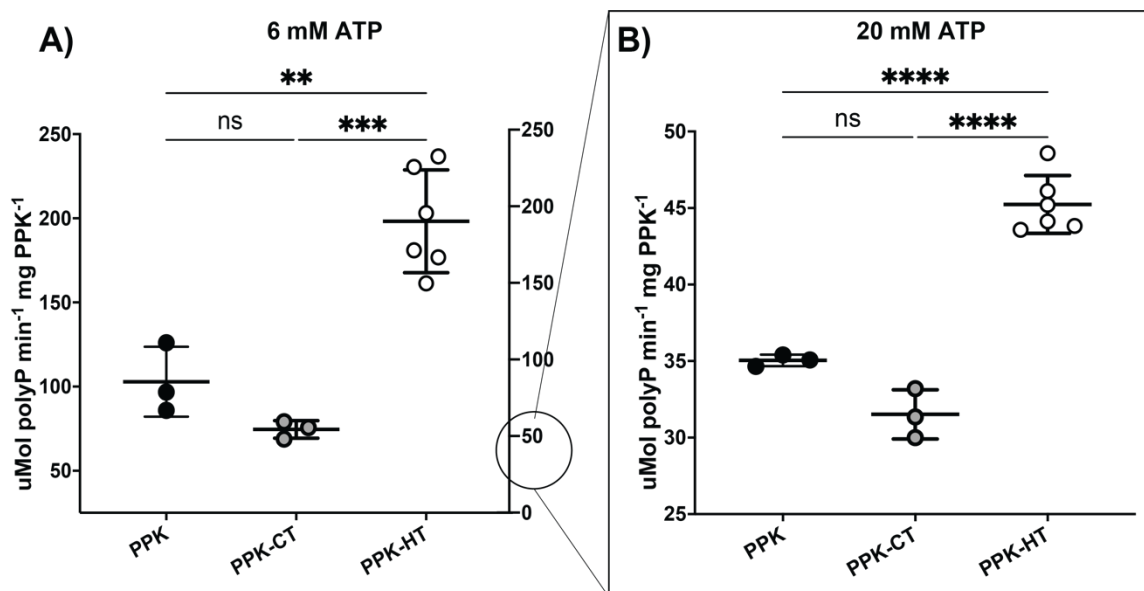 A)
6 mM ATP
**
ns
***
uMol polyP min-1 mg PPK-1
250
200
150
100
50
250
200
150
100
50
0
PPK
PPK-CT
PPK-HT
B)
20 mM ATP
****
ns
****
uMol polyP min-1 mg PPK-1
50
45
40
35
30
25
PPK
PPK-CT
PPK-HT